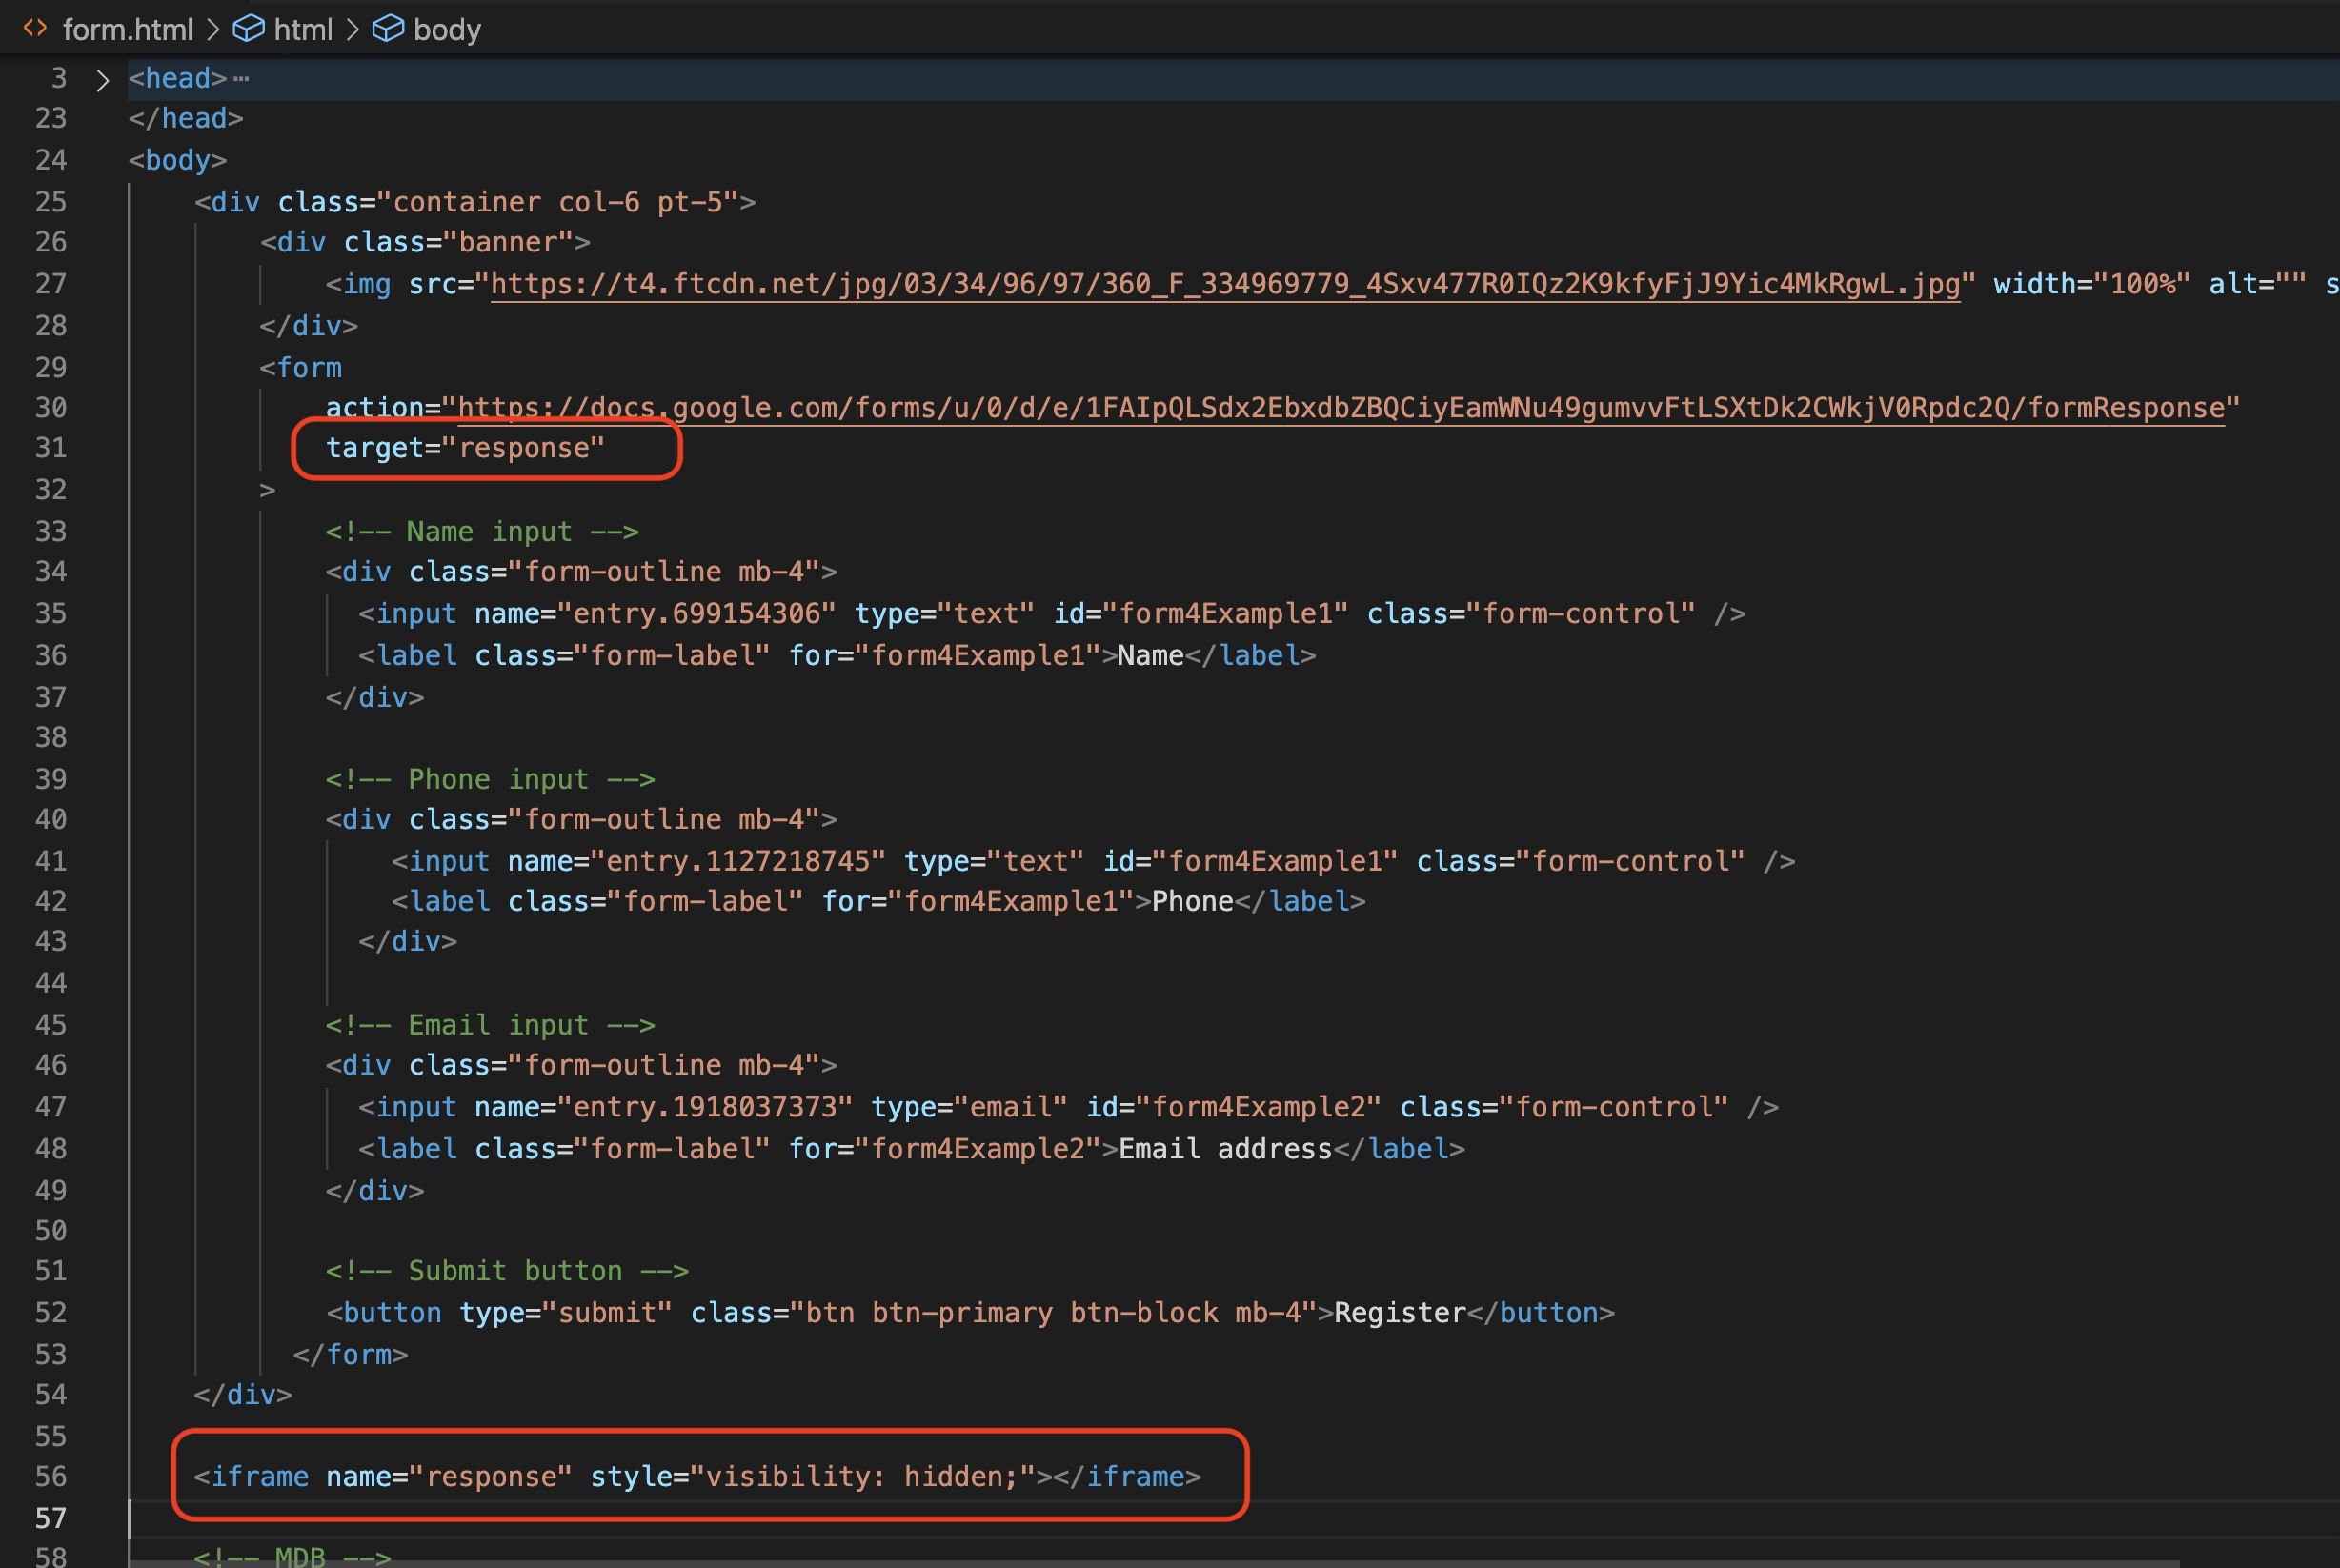 form.html > html > body
3 > <head>⋯
23 </head>
24 <body>
25 <div class="container col-6 pt-5">
26 <div class="banner">
27 <img src="https://t4.ftcdn.net/jpg/03/34/96/97/360_F_334969779_4Sxv477R0IQz2K9kfyFjJ9Yic4MkRgwL.jpg" width="100%" alt="" s
28 </div>
29 <form
30 action="https://docs.google.com/forms/u/0/d/e/1FAIpQLSdx2EbxdbZBQCiyEamWNu49gumvvFtLSXtDk2CWkjV0Rpdc2Q/formResponse"
31 target="response"
32 >
33 <!-- Name input -->
34 <div class="form-outline mb-4">
35 <input name="entry.699154306" type="text" id="form4Example1" class="form-control" />
36 <label class="form-label" for="form4Example1">Name</label>
37 </div>
38
39 <!-- Phone input -->
40 <div class="form-outline mb-4">
41 <input name="entry.1127218745" type="text" id="form4Example1" class="form-control" />
42 <label class="form-label" for="form4Example1">Phone</label>
43 </div>
44
45 <!-- Email input -->
46 <div class="form-outline mb-4">
47 <input name="entry.1918037373" type="email" id="form4Example2" class="form-control" />
48 <label class="form-label" for="form4Example2">Email address</label>
49 </div>
50
51 <!-- Submit button -->
52 <button type="submit" class="btn btn-primary btn-block mb-4">Register</button>
53 </form>
54 </div>
55
56 <iframe name="response" style="visibility: hidden;"></iframe>
57
58 <!-- MDB -->